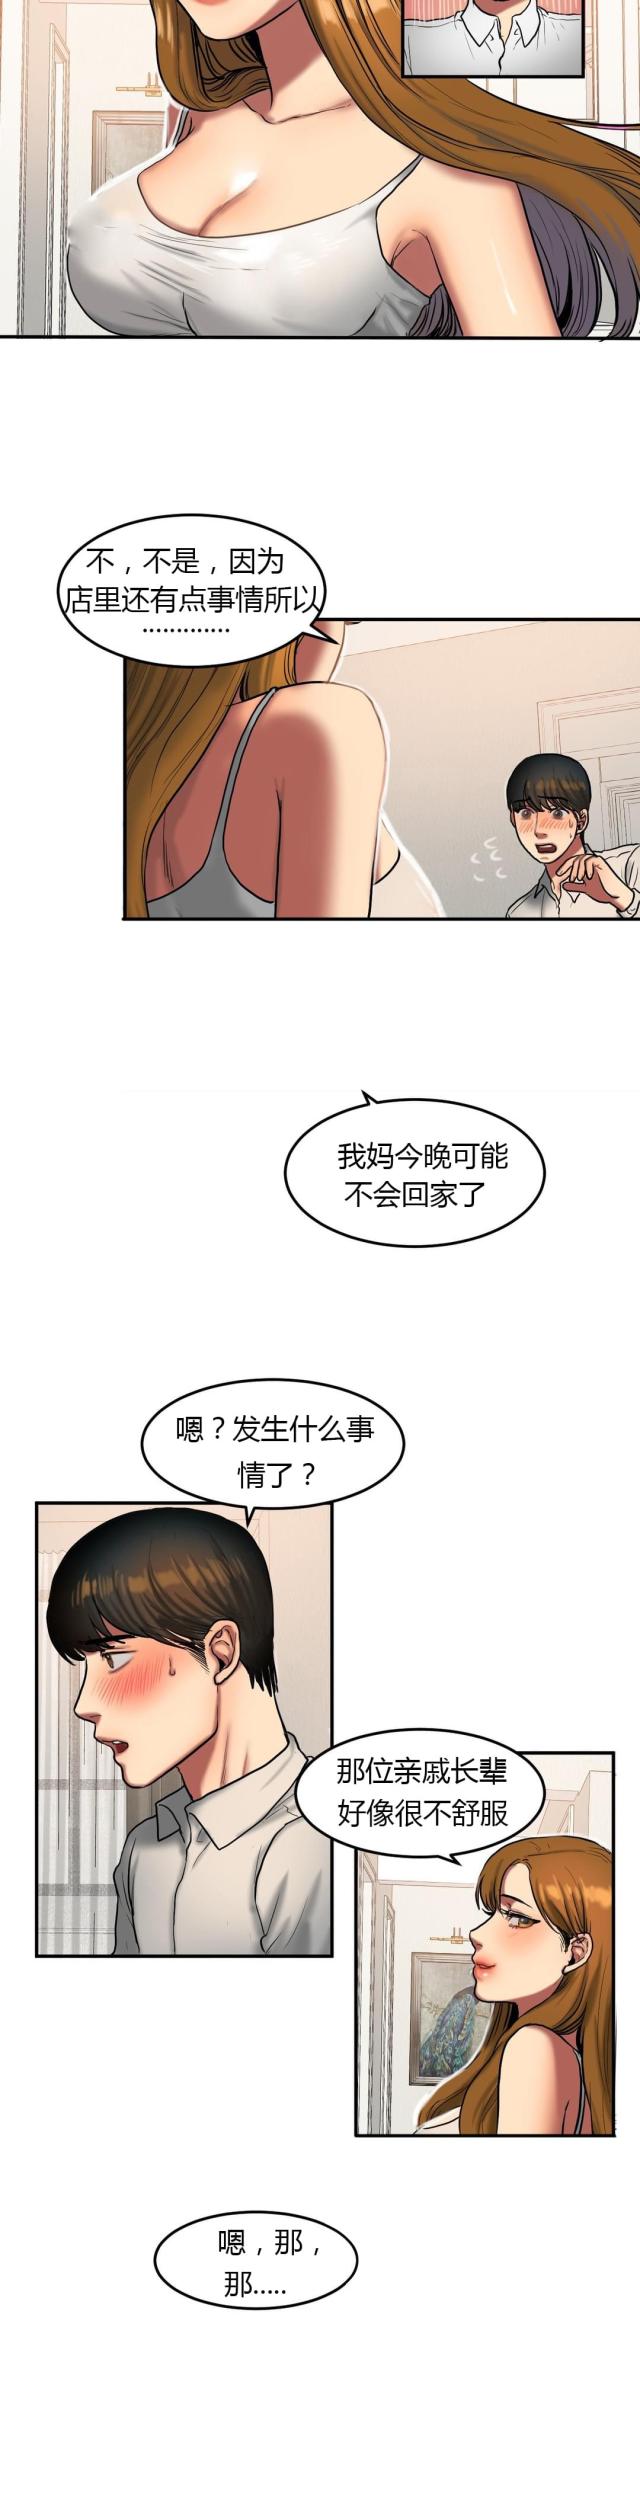 不，不是，因为
店里还有点事情所以
.............
我妈今晚可能
不会回家了
嗯？发生什么事
情了？
那位亲戚长辈
好像很不舒服
嗯，那，
那.....